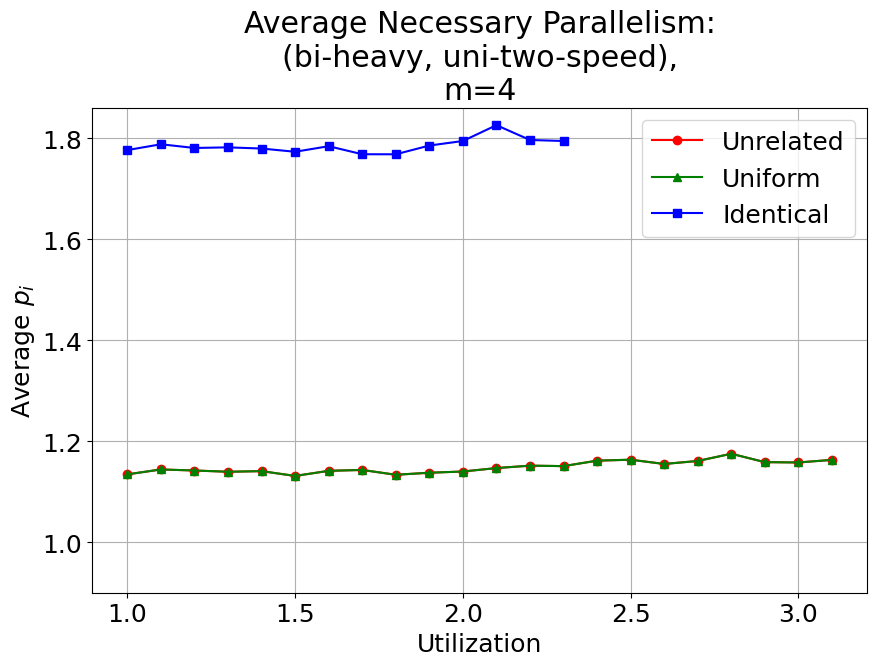 Average Necessary Parallelism:
(bi-heavy, uni-two-speed),
m=4
Unrelated
Uniform
Identical
Average p_i
1.8
1.6
1.4
1.2
1.0
1.0 1.5 2.0 2.5 3.0
Utilization